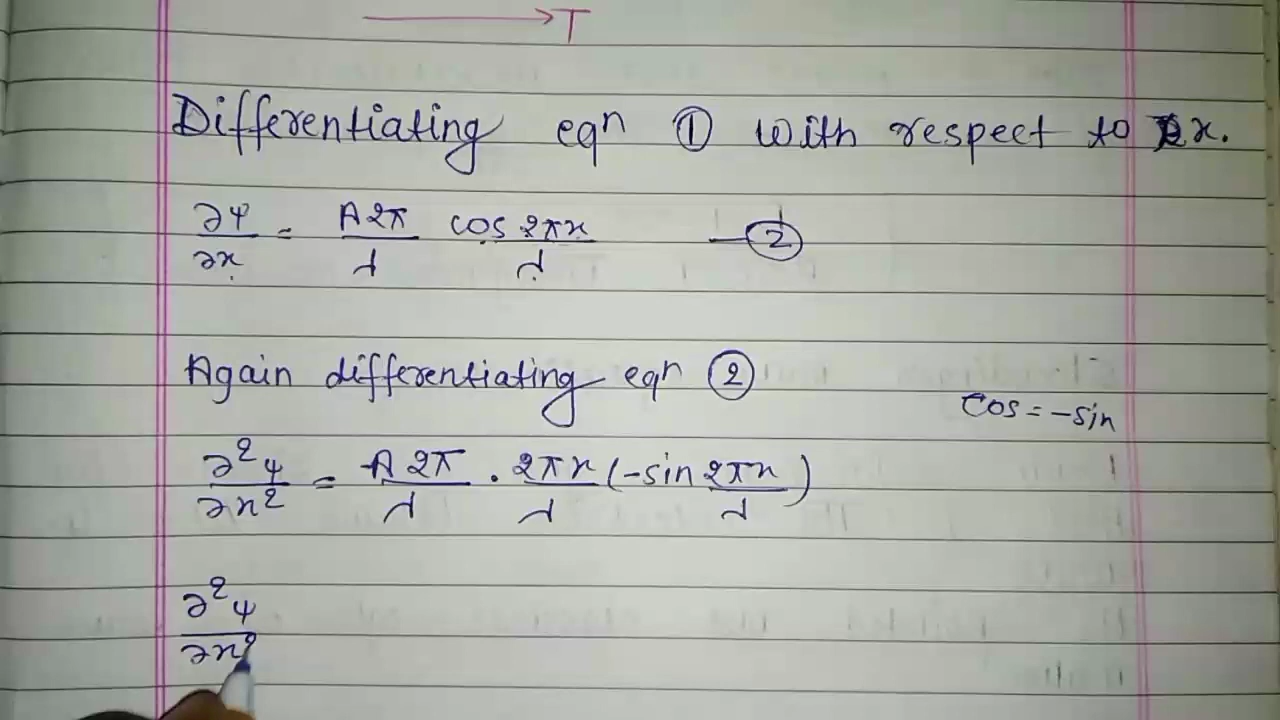 → T
Differentiating eqn ① with respect to x.
∂ψ/∂x = A2π/λ cos 2πx/λ —②
Again differentiating eqn ②
cos = -sin
∂²ψ/∂x² = A2π/λ . 2πx/λ (-sin 2πx/λ)
∂²ψ/∂x²